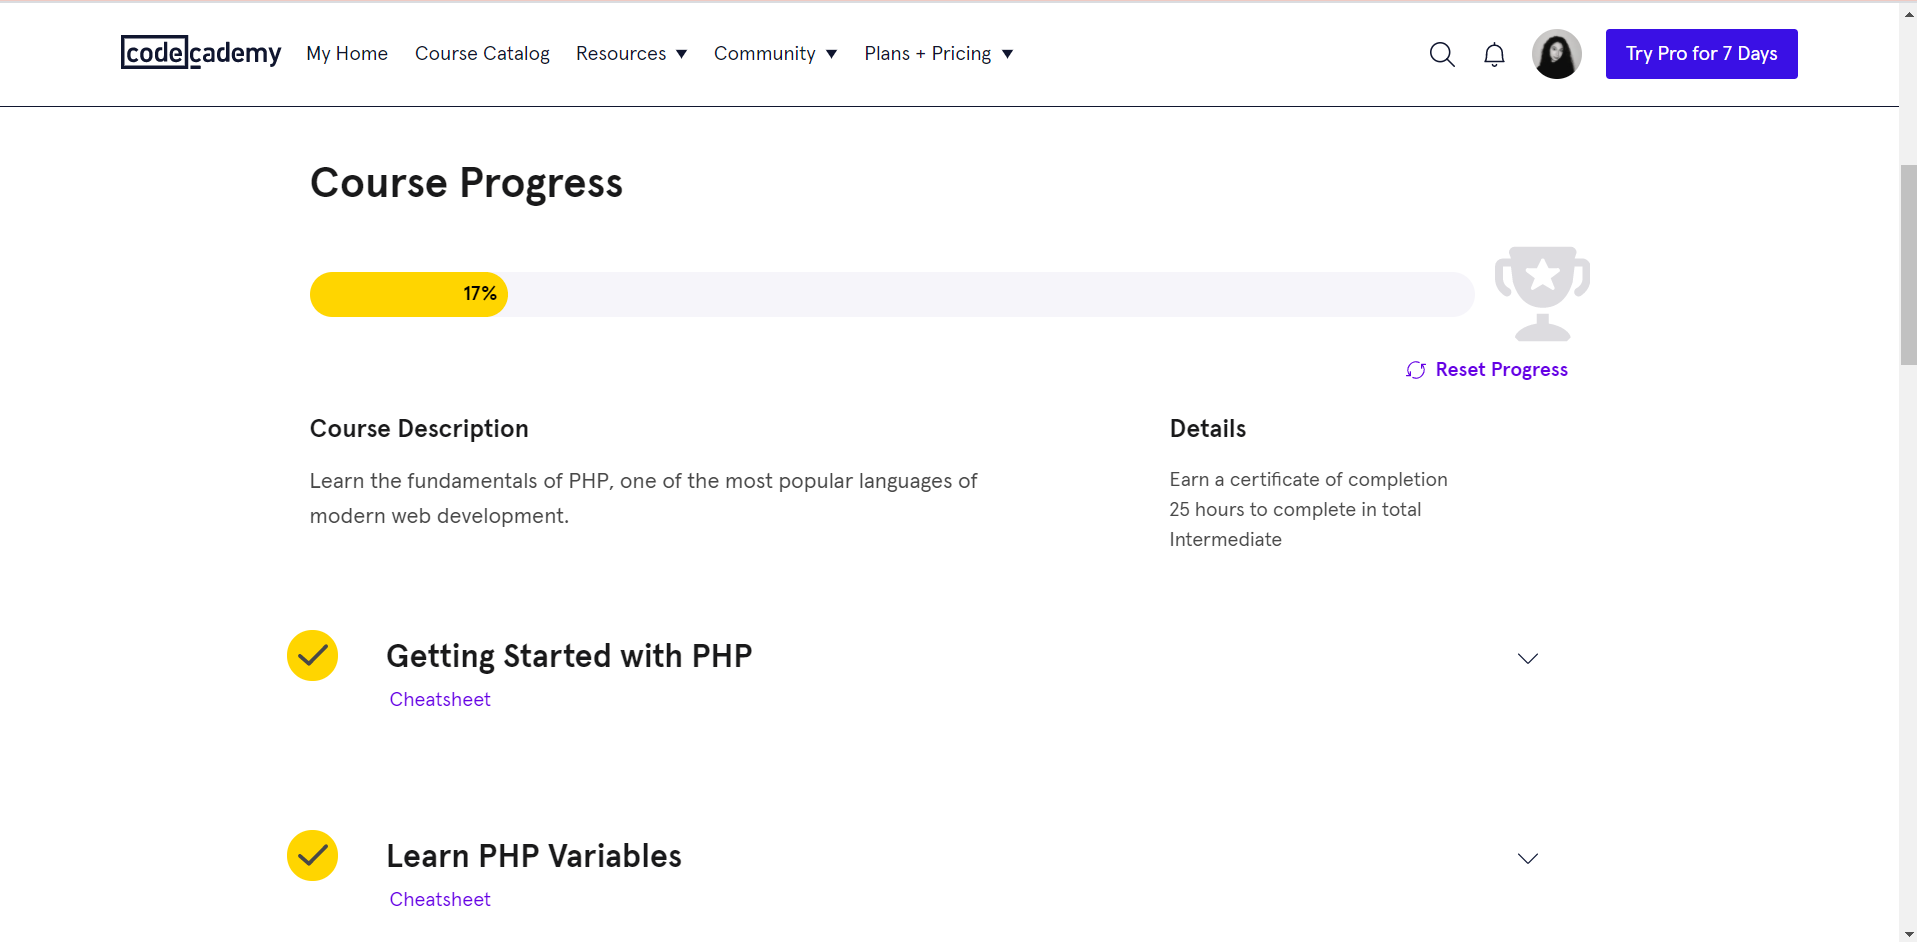 codecademy My Home Course Catalog Resources Community Plans + Pricing Try Pro for 7 Days
Course Progress
17%
Reset Progress
Course Description
Learn the fundamentals of PHP, one of the most popular languages of
modern web development.
Details
Earn a certificate of completion
25 hours to complete in total
Intermediate
Getting Started with PHP
Cheatsheet
Learn PHP Variables
Cheatsheet